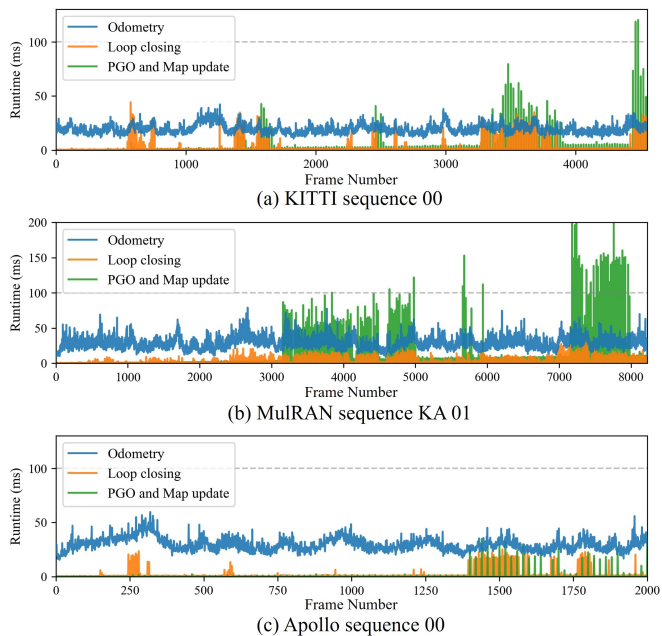 100
50
0
Runtime (ms)
Odometry
Loop closing
PGO and Map update
0 1000 2000 3000 4000
Frame Number
(a) KITTI sequence 00
200
150
100
50
0
Runtime (ms)
Odometry
Loop closing
PGO and Map update
0 1000 2000 3000 4000 5000 6000 7000 8000
Frame Number
(b) MulRAN sequence KA 01
100
50
0
Runtime (ms)
Odometry
Loop closing
PGO and Map update
0 250 500 750 1000 1250 1500 1750 2000
Frame Number
(c) Apollo sequence 00